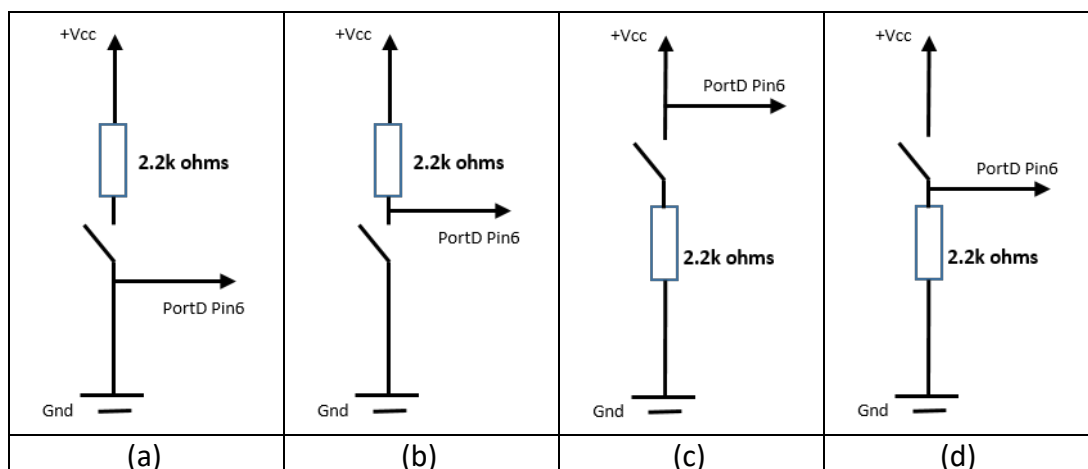 +Vcc
2.2k ohms
PortD Pin6
Gnd
(a)
+Vcc
2.2k ohms
PortD Pin6
Gnd
(b)
+Vcc
PortD Pin6
2.2k ohms
Gnd
(c)
+Vcc
PortD Pin6
2.2k ohms
Gnd
(d)